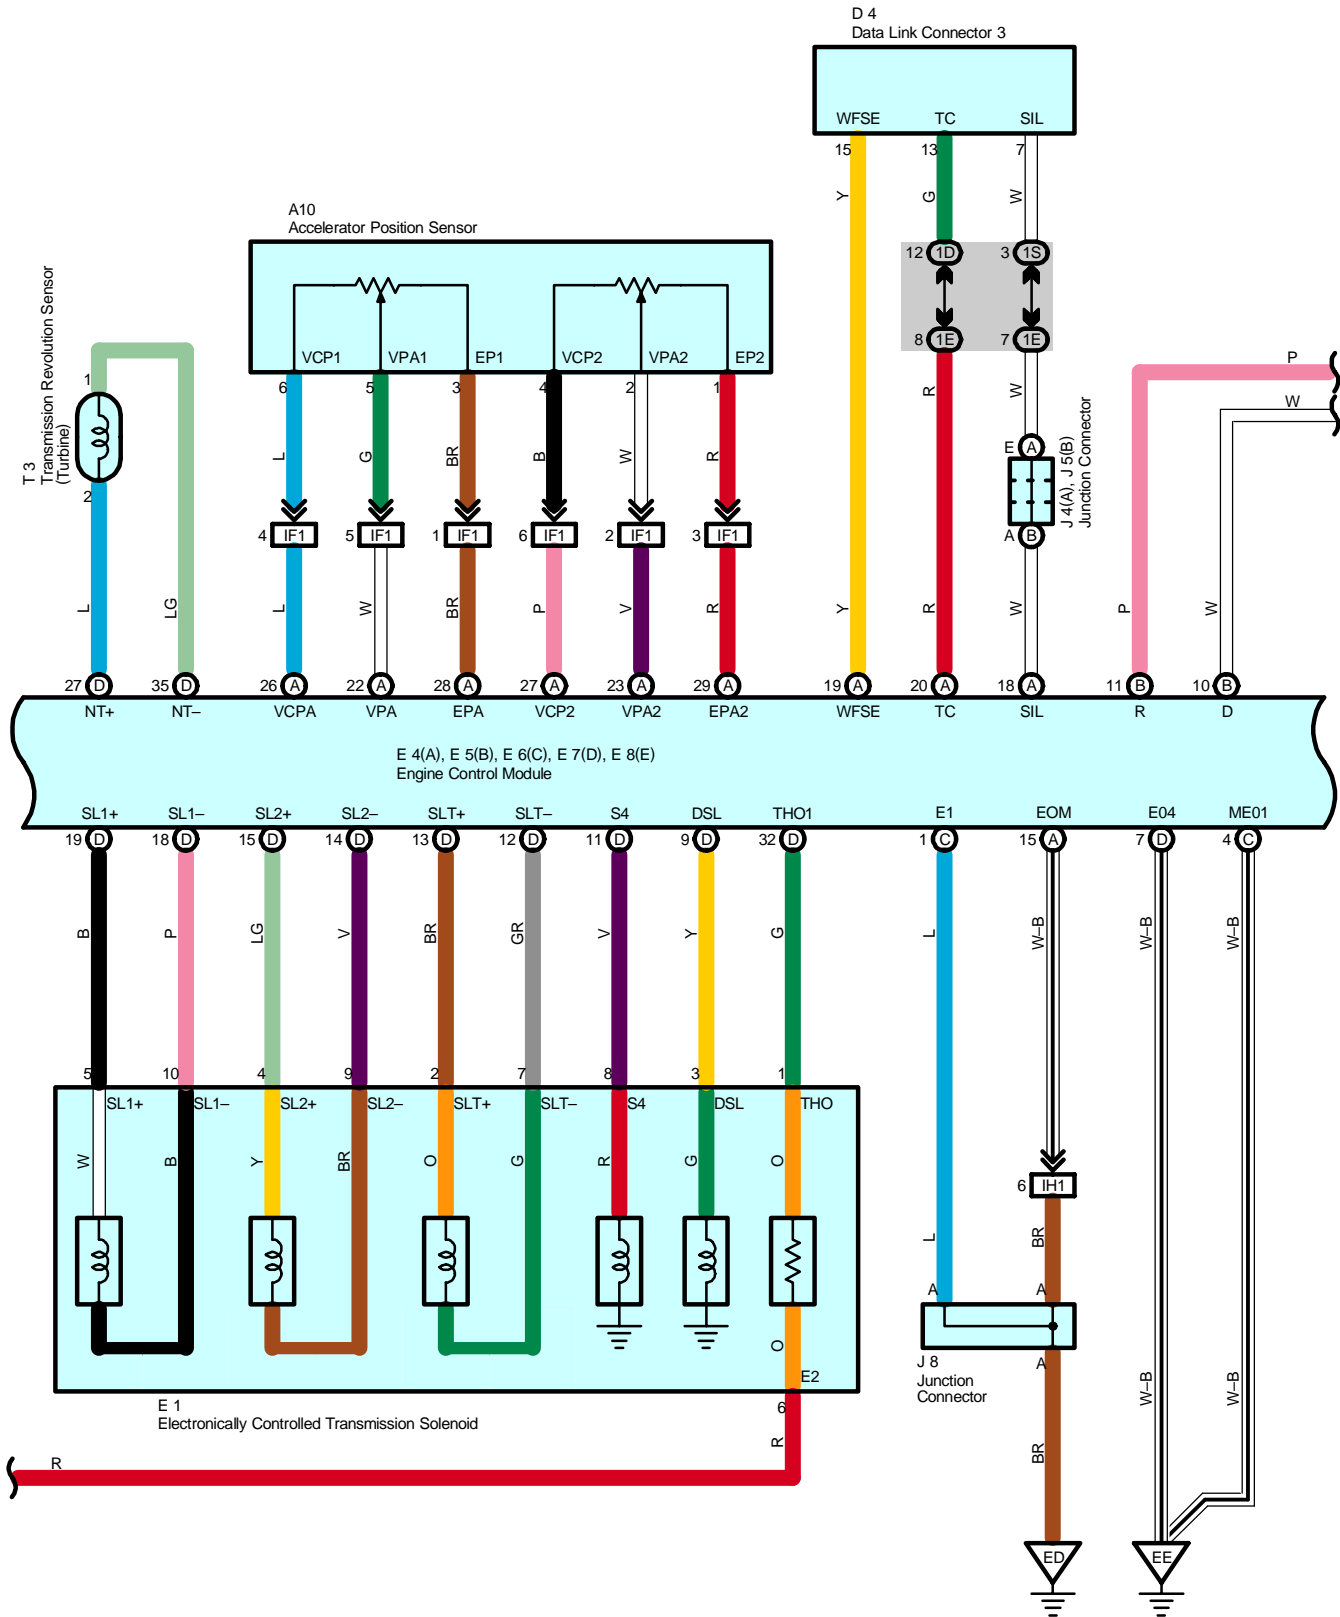 D 4
Data Link Connector 3
WFSE TC SIL
15 13 7
Y G W
A10
Accelerator Position Sensor
12 1D 3 1S
T 3
Transmission Revolution Sensor
(Turbine)
8 1E 7 1E
VCP1 VPA1 EP1 VCP2 VPA2 EP2
P
1 6 5 3 4 2 1
R W
W
2
L G BR B W R
E A
J 4(A), J 5(B)
Junction Connector
4 IF1 5 IF1 1 IF1 6 IF1 2 IF1 3 IF1
A B
L LG L W BR P V R Y R W P W
27 D 35 D 26 A 22 A 28 A 27 A 23 A 29 A 19 A 20 A 18 A 11 B 10 B
NT+ NT– VCPA VPA EPA VCP2 VPA2 EPA2 WFSE TC SIL R D
E 4(A), E 5(B), E 6(C), E 7(D), E 8(E)
Engine Control Module
SL1+ SL1– SL2+ SL2– SLT+ SLT– S4 DSL THO1 E1 EOM E04 ME01
19 D 18 D 15 D 14 D 13 D 12 D 11 D 9 D 32 D 1 C 15 A 7 D 4 C
B P LG V BR GR V Y G L W–B W–B W–B
5 10 4 9 2 7 8 3 1
SL1+ SL1– SL2+ SL2– SLT+ SLT– S4 DSL THO
W B Y BR O G R G O
6 IH1
L BR
A A
O
J 8
Junction
Connector
A
E2
W–B W–B
E 1
Electronically Controlled Transmission Solenoid
6
R
R
BR
ED EE